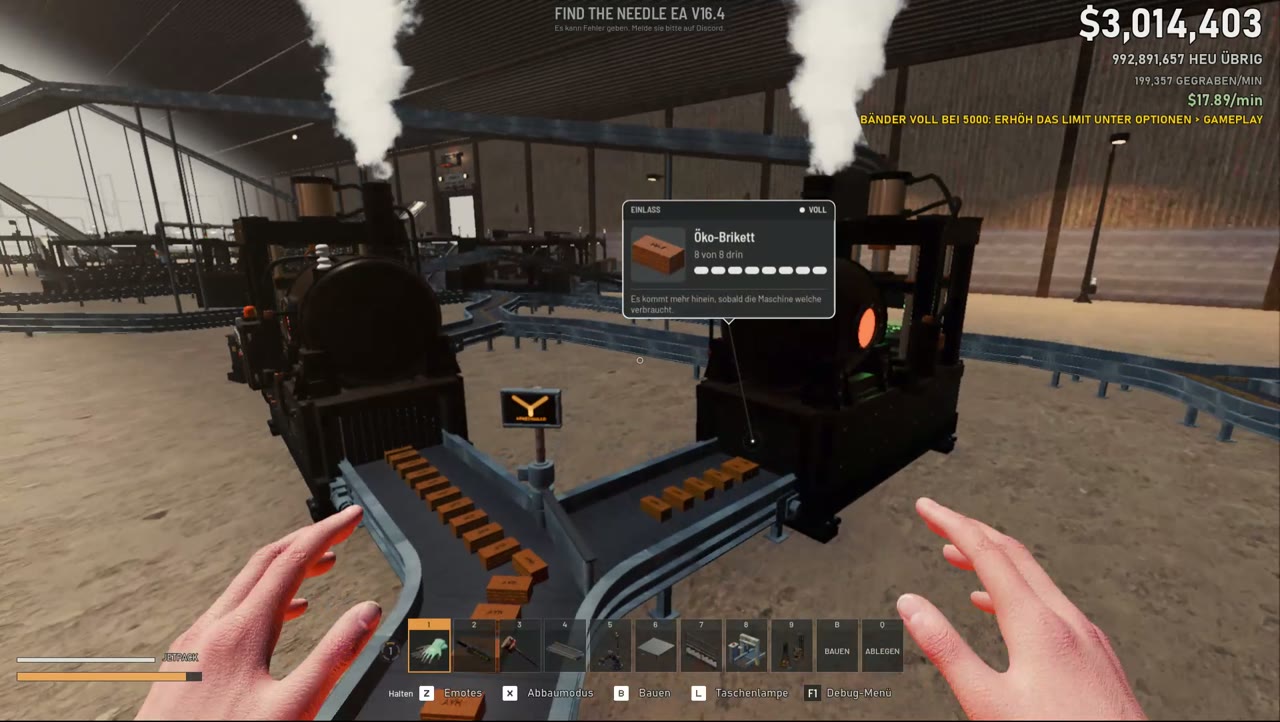 FIND THE NEEDLE EA V16.4
Es kann Fehler geben. Melde sie bitte auf Discord.
$3,014,403
992,891,657 HEU ÜBRIG
199,357 GEGRABEN/MIN
$17.89/min
BÄNDER VOLL BEI 5000: ERHÖH DAS LIMIT UNTER OPTIONEN > GAMEPLAY
EINLASS
VOLL
Öko-Brikett
8 von 8 drin
Es kommt mehr hinein, sobald die Maschine welche
verbraucht.
JETPACK
1
1 2 3 4 5 6 7 8 9 B 0
BAUEN
ABLEGEN
Halten Z Emotes X Abbaumodus B Bauen L Taschenlampe F1 Debug-Menü